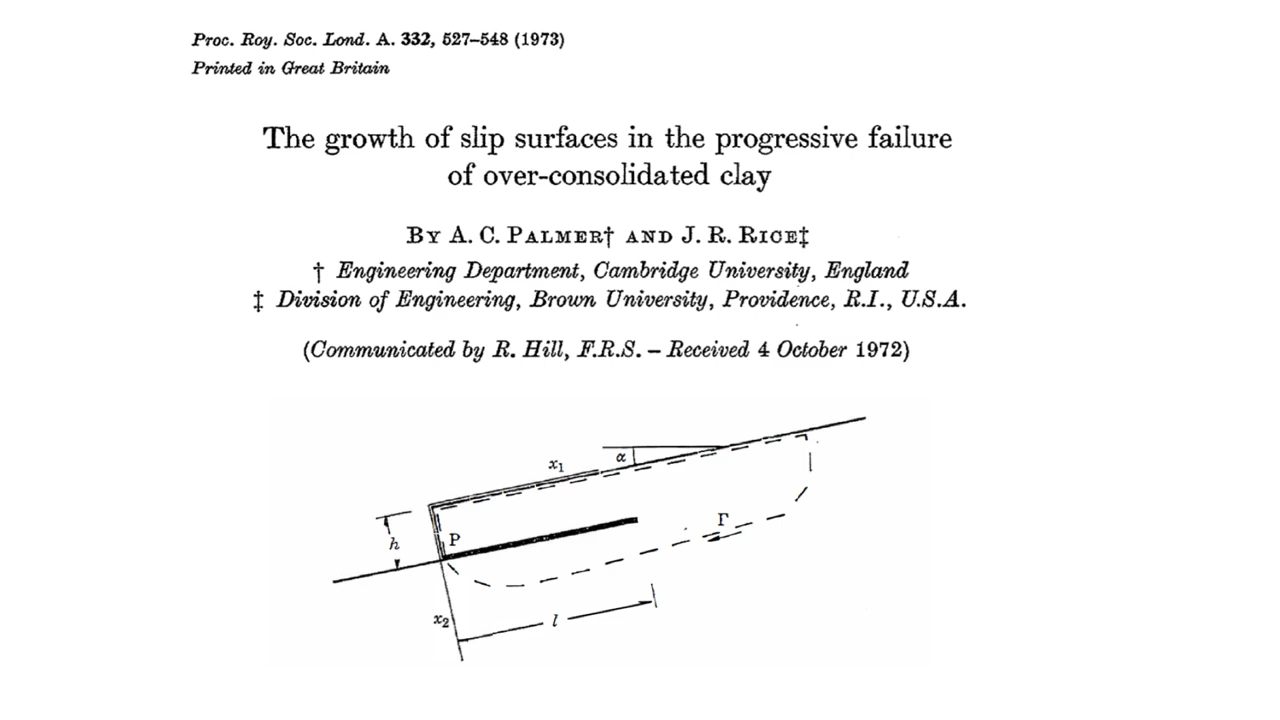 Proc. Roy. Soc. Lond. A. 332, 527–548 (1973)
Printed in Great Britain
The growth of slip surfaces in the progressive failure
of over-consolidated clay
BY A. C. PALMER† AND J. R. RICE‡
† Engineering Department, Cambridge University, England
‡ Division of Engineering, Brown University, Providence, R.I., U.S.A.
(Communicated by R. Hill, F.R.S. – Received 4 October 1972)
α
x₁
Γ
P
h
x₂
l